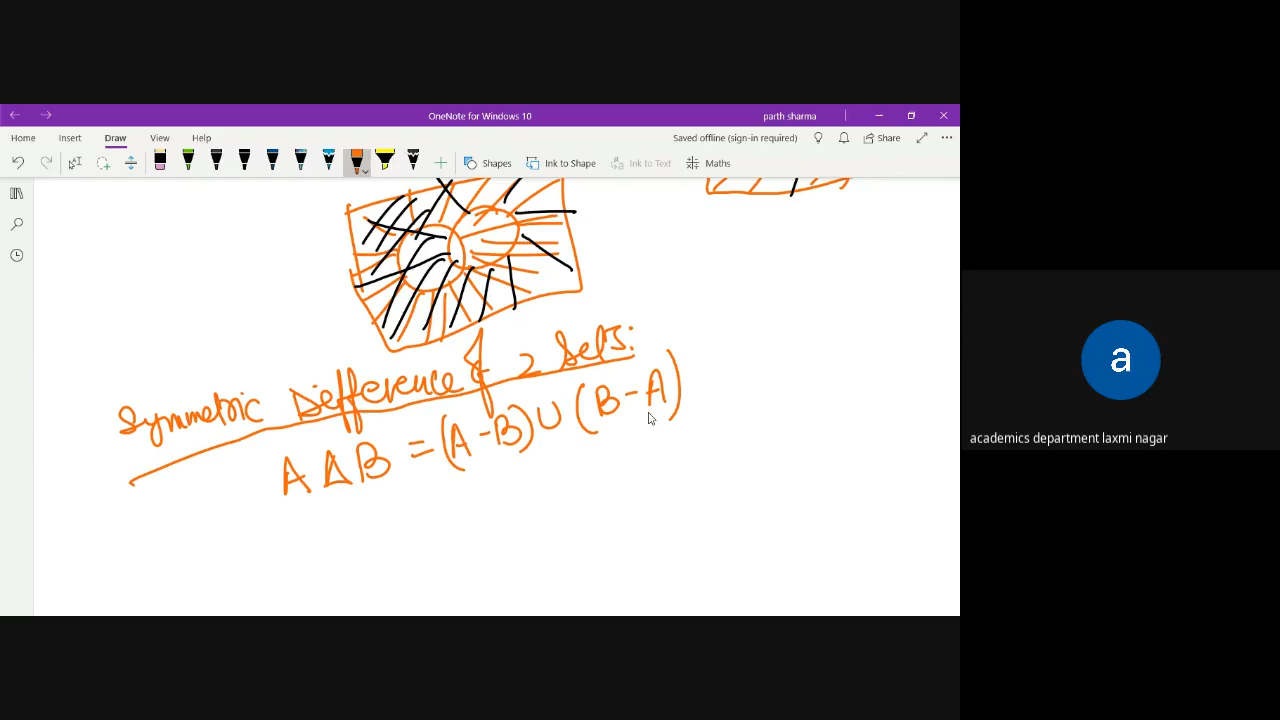 OneNote for Windows 10
parth sharma
Home Insert Draw View Help
Saved offline (sign-in required)
Share
Shapes
Ink to Shape
Ink to Text
Maths
Symmetric Difference of 2 Sets:
A Δ B = (A - B) ∪ (B - A)
a
academics department laxmi nagar